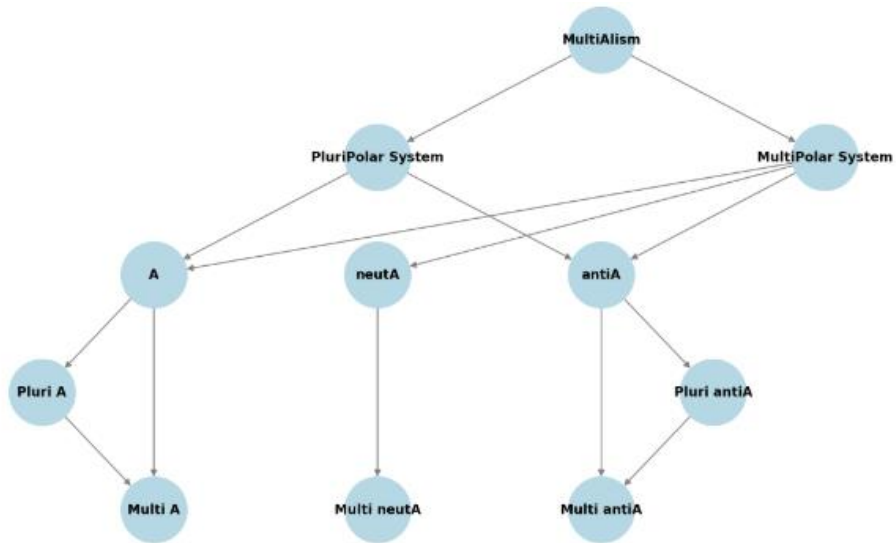 MultiAlism
PluriPolar System
MultiPolar System
A
neutA
antiA
Pluri A
Pluri antiA
Multi A
Multi neutA
Multi antiA